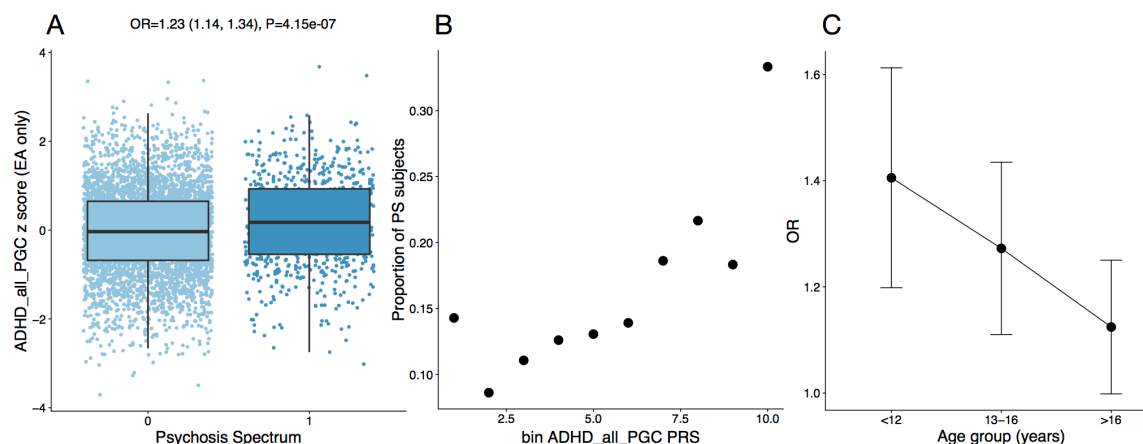 A
OR=1.23 (1.14, 1.34), P=4.15e-07
ADHD_all_PGC z score (EA only)
4
2
0
−2
−4
0
1
Psychosis Spectrum
B
Proportion of PS subjects
0.30
0.25
0.20
0.15
0.10
2.5
5.0
7.5
10.0
bin ADHD_all_PGC PRS
C
OR
1.6
1.4
1.2
1.0
<12
13−16
>16
Age group (years)